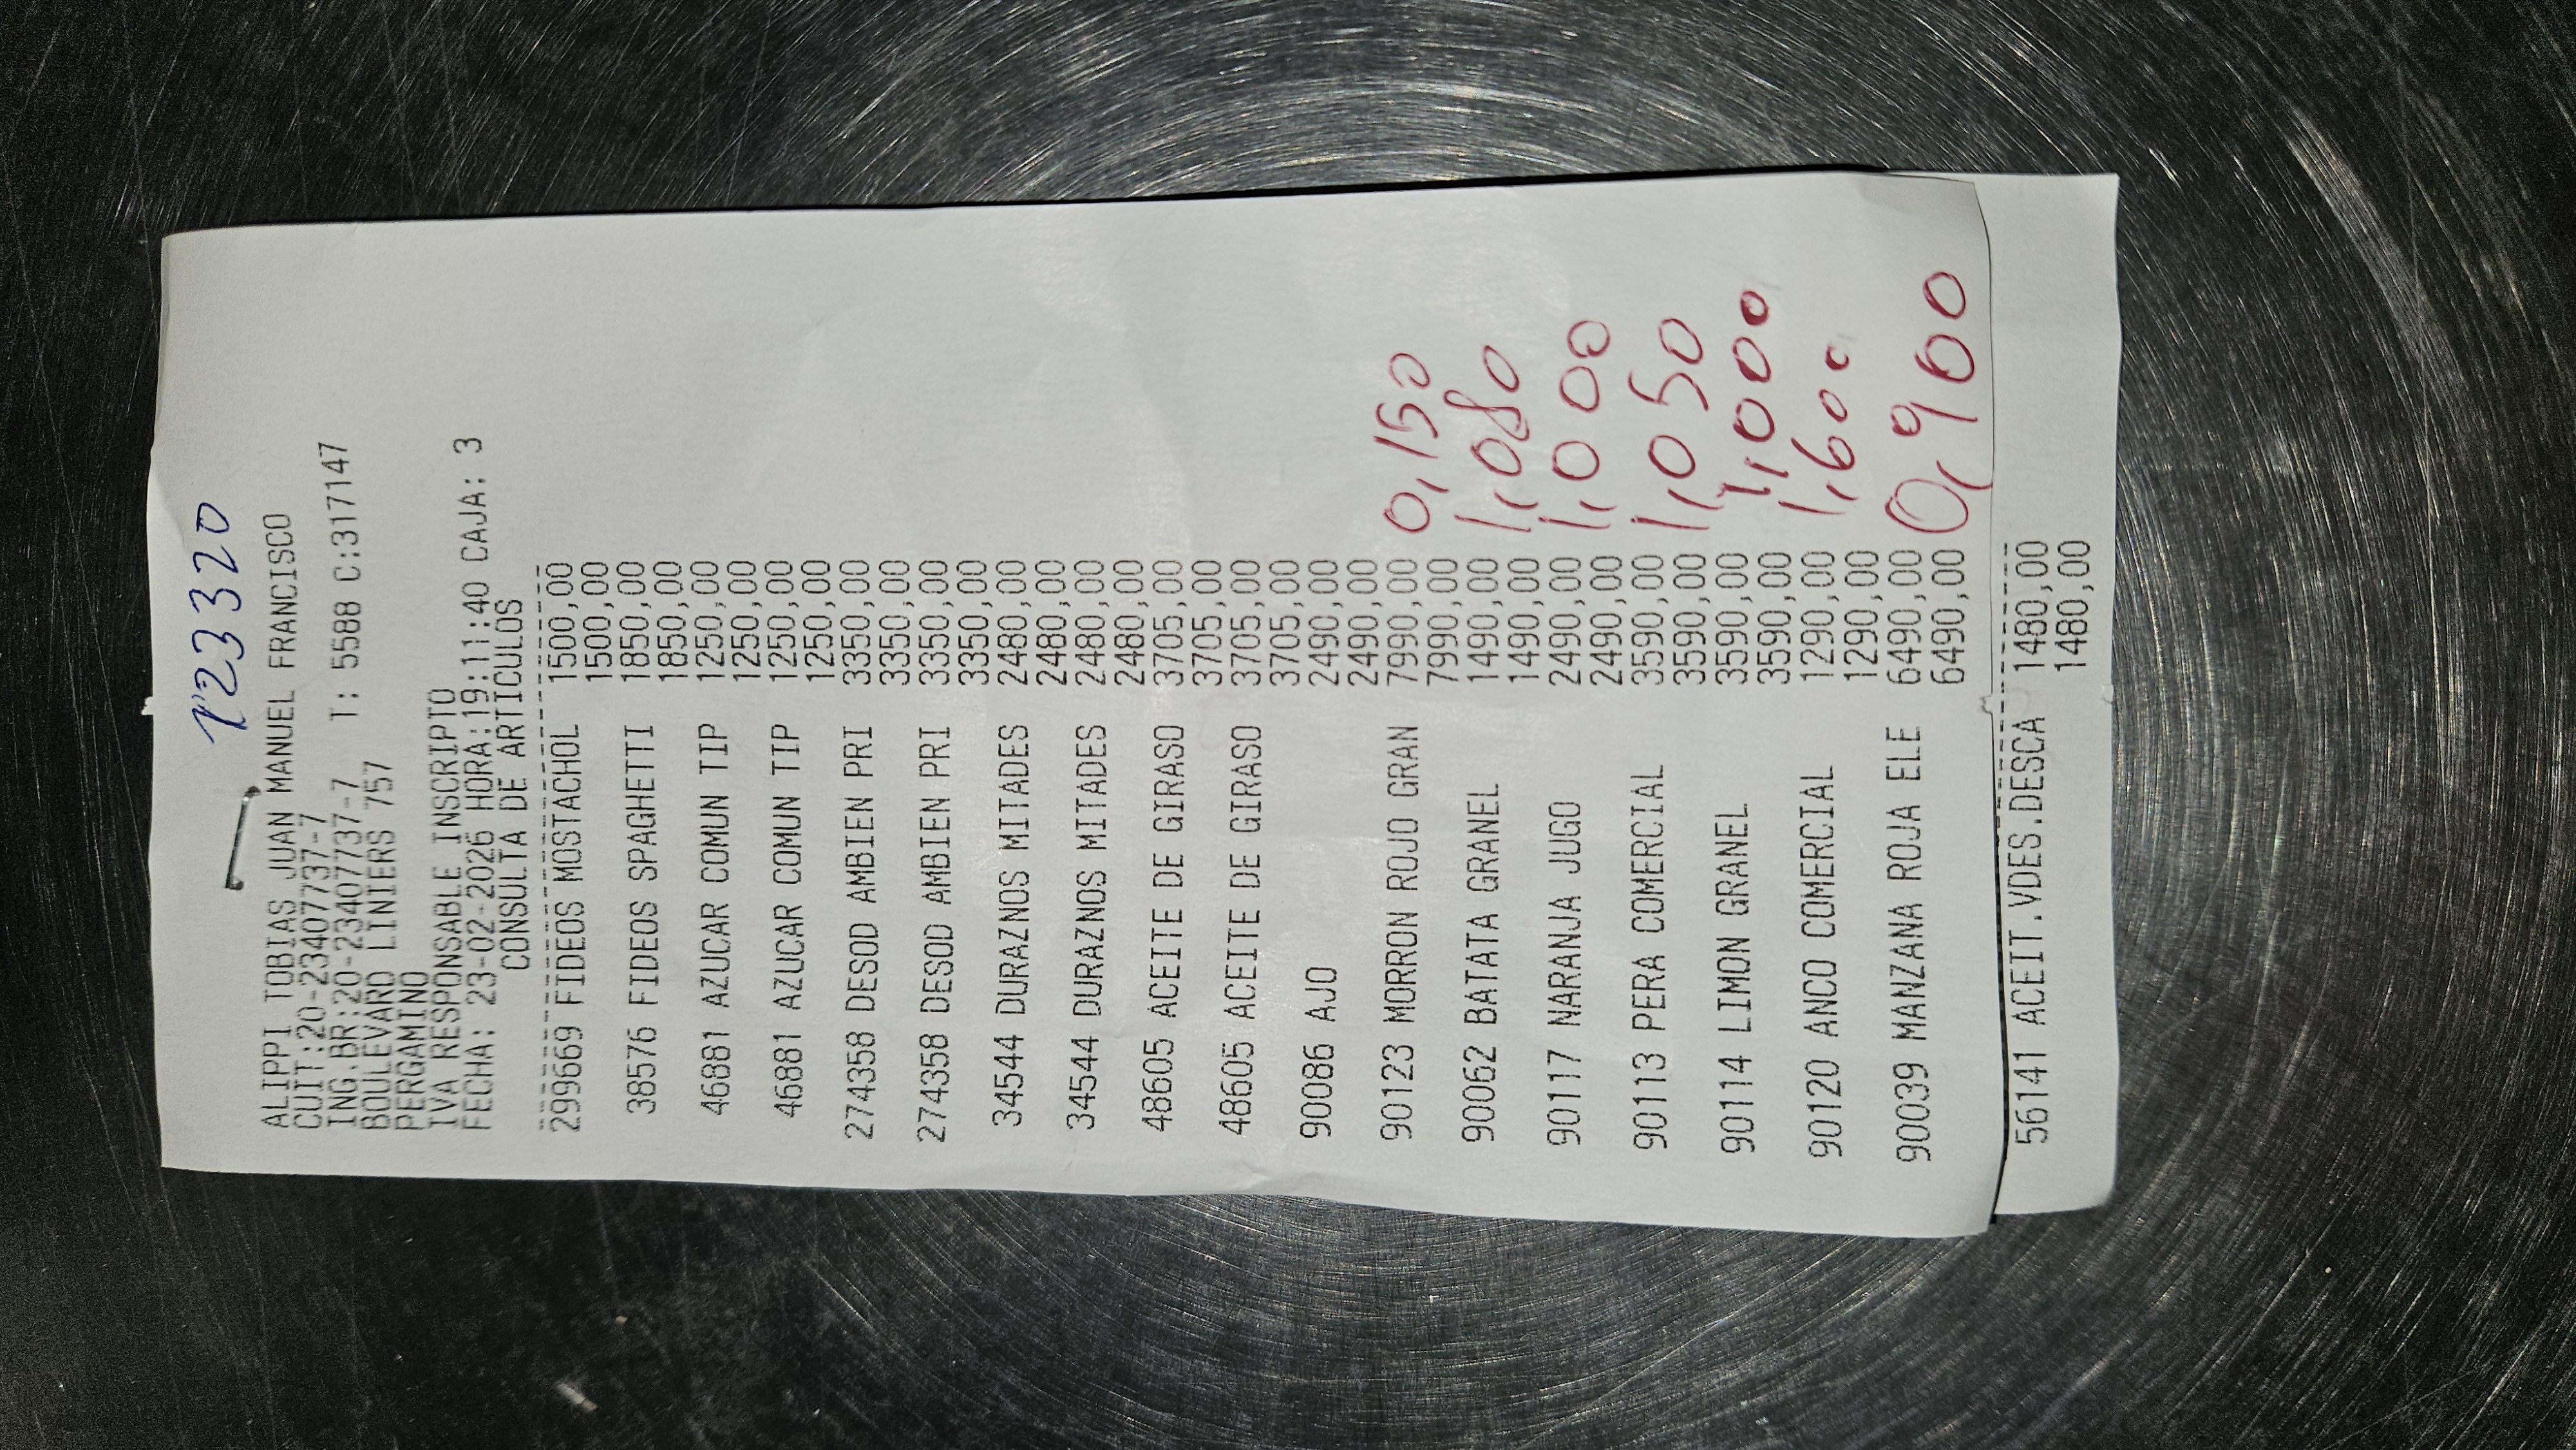 123320
ALIPPI TOBIAS JUAN MANUEL FRANCISCO
CUIT:20-23407737-7
ING.BR:20-23407737-7 T: 5588 C:317147
BOULEVARD LINIERS 757
PERGAMINO
IVA RESPONSABLE INSCRIPTO
FECHA: 23-02-2026 HORA:19:11:40 CAJA: 3
CONSULTA DE ARTICULOS
299669 FIDEOS MOSTACHOL 1500,00
1500,00
38576 FIDEOS SPAGHETTI 1850,00
1850,00
46881 AZUCAR COMUN TIP 1250,00
1250,00
46881 AZUCAR COMUN TIP 1250,00
1250,00
274358 DESOD AMBIEN PRI 3350,00
3350,00
274358 DESOD AMBIEN PRI 3350,00
3350,00
34544 DURAZNOS MITADES 2480,00
2480,00
34544 DURAZNOS MITADES 2480,00
2480,00
48605 ACEITE DE GIRASO 3705,00
3705,00
48605 ACEITE DE GIRASO 3705,00
3705,00
90086 AJO 2490,00
2490,00
90123 MORRON ROJO GRAN 7990,00 0,150
7990,00
90062 BATATA GRANEL 1490,00 1,080
1490,00
90117 NARANJA JUGO 2490,00 1,000
2490,00
90113 PERA COMERCIAL 3590,00 1,050
3590,00
90114 LIMON GRANEL 3590,00 1,000
3590,00
90120 ANCO COMERCIAL 1290,00 1,600
1290,00
90039 MANZANA ROJA ELE 6490,00 0,960
6490,00
56141 ACEIT.VDES.DESCA 1480,00
1480,00